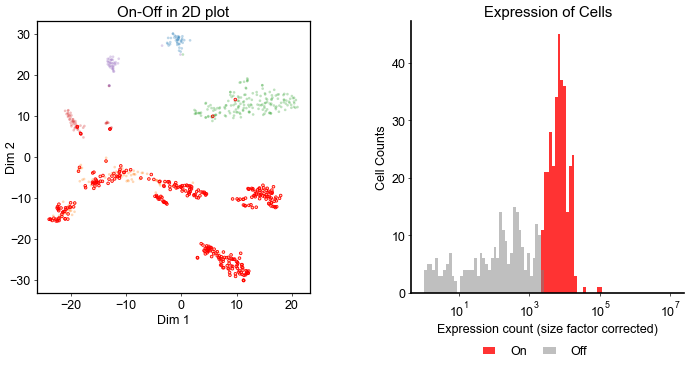 On-Off in 2D plot
30
20
10
0
−10
−20
−30
Dim 2
−20 −10 0 10 20
Dim 1
Expression of Cells
40
30
20
10
0
Cell Counts
10^1 10^3 10^5 10^7
Expression count (size factor corrected)
On Off